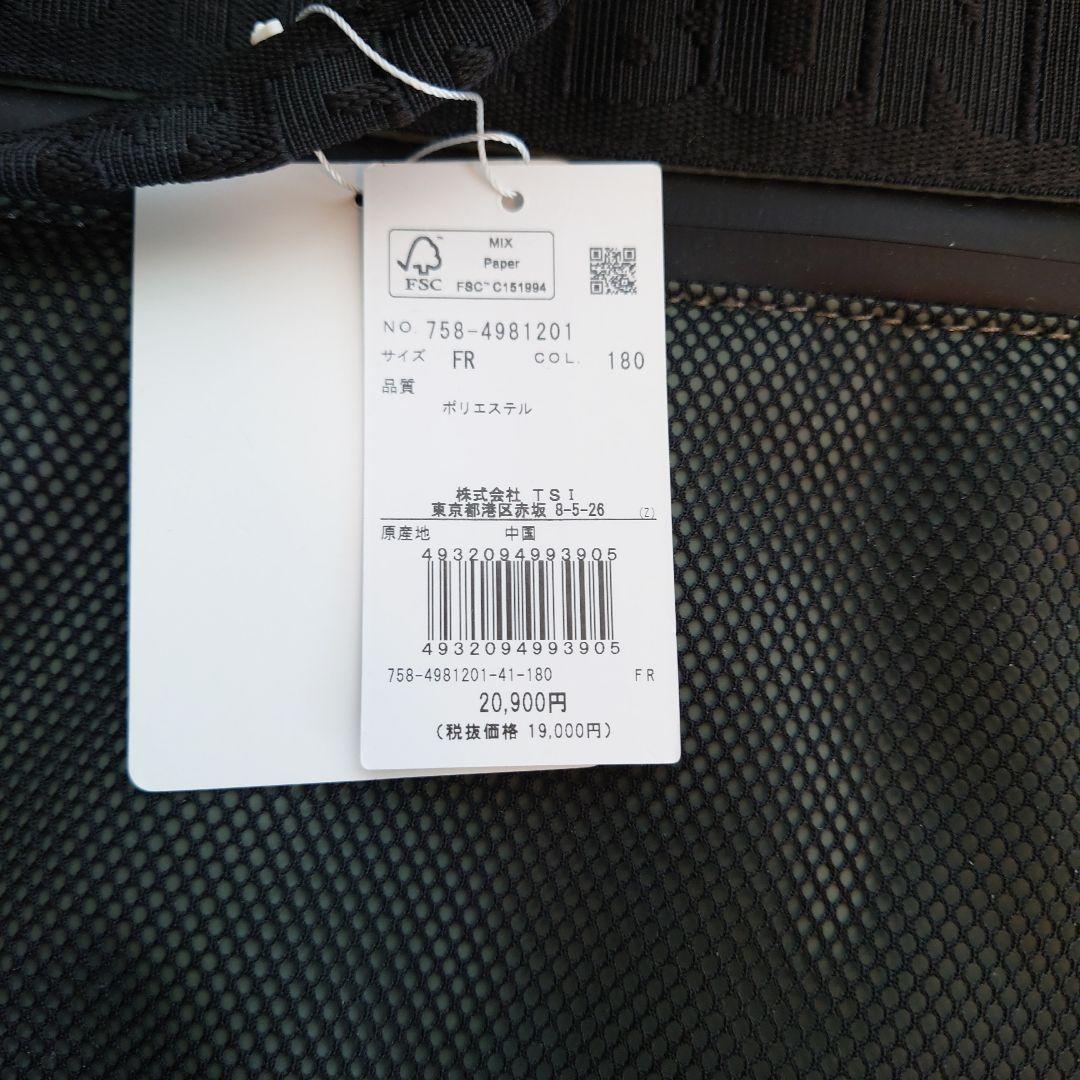 MIX
Paper
FSC™ C151994
FSC
NO. 758-4981201
サイズ FR COL. 180
品質
ポリエステル
株式会社 TSI
東京都港区赤坂 8-5-26 (Z)
原産地 中国
4932094993905
4932094993905
758-4981201-41-180 FR
20,900円
(税抜価格 19,000円)